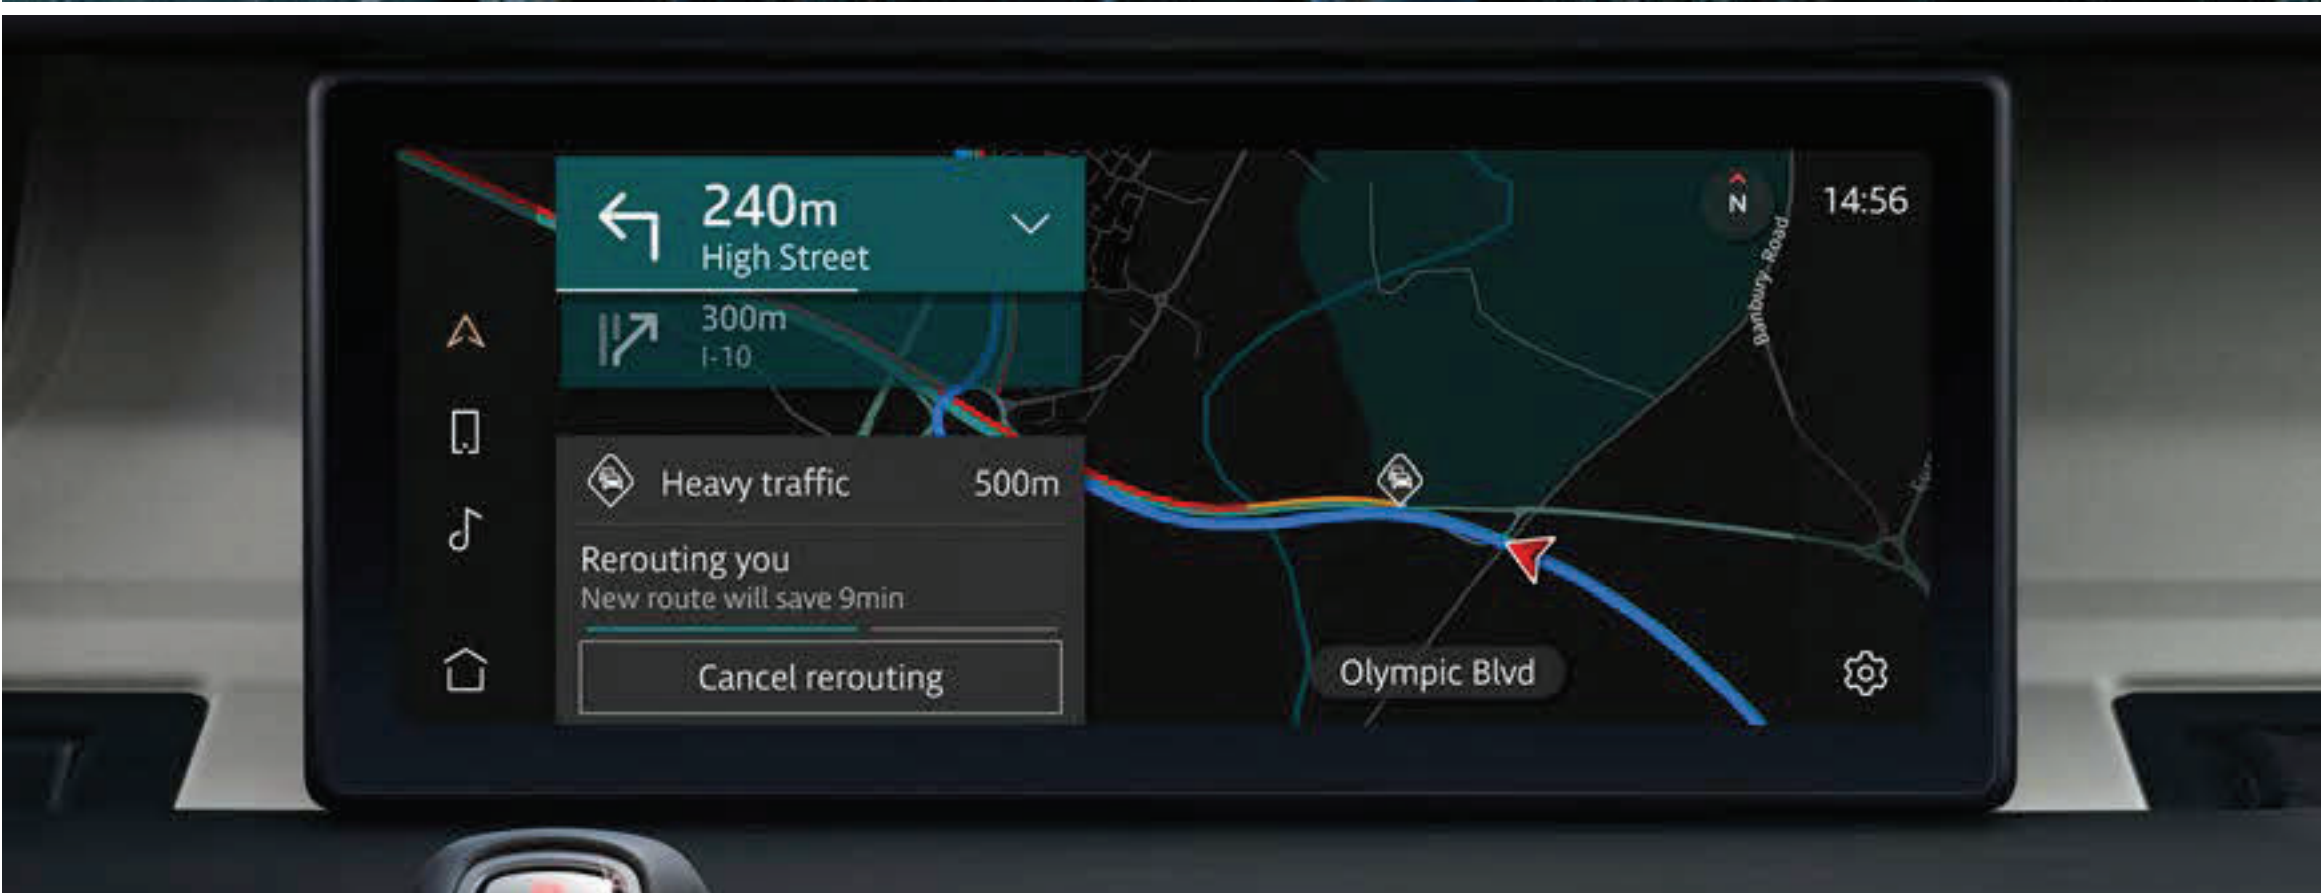 240m
High Street
300m
I-10
Heavy traffic
500m
Rerouting you
New route will save 9min
Cancel rerouting
N
14:56
Banbury Road
Olympic Blvd